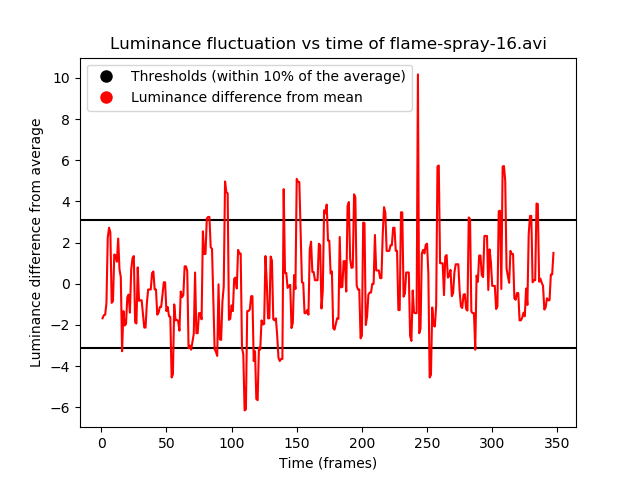 Luminance fluctuation vs time of flame-spray-16.avi
Thresholds (within 10% of the average)
Luminance difference from mean
Luminance difference from average
10
8
6
4
2
0
−2
−4
−6
0 50 100 150 200 250 300 350
Time (frames)